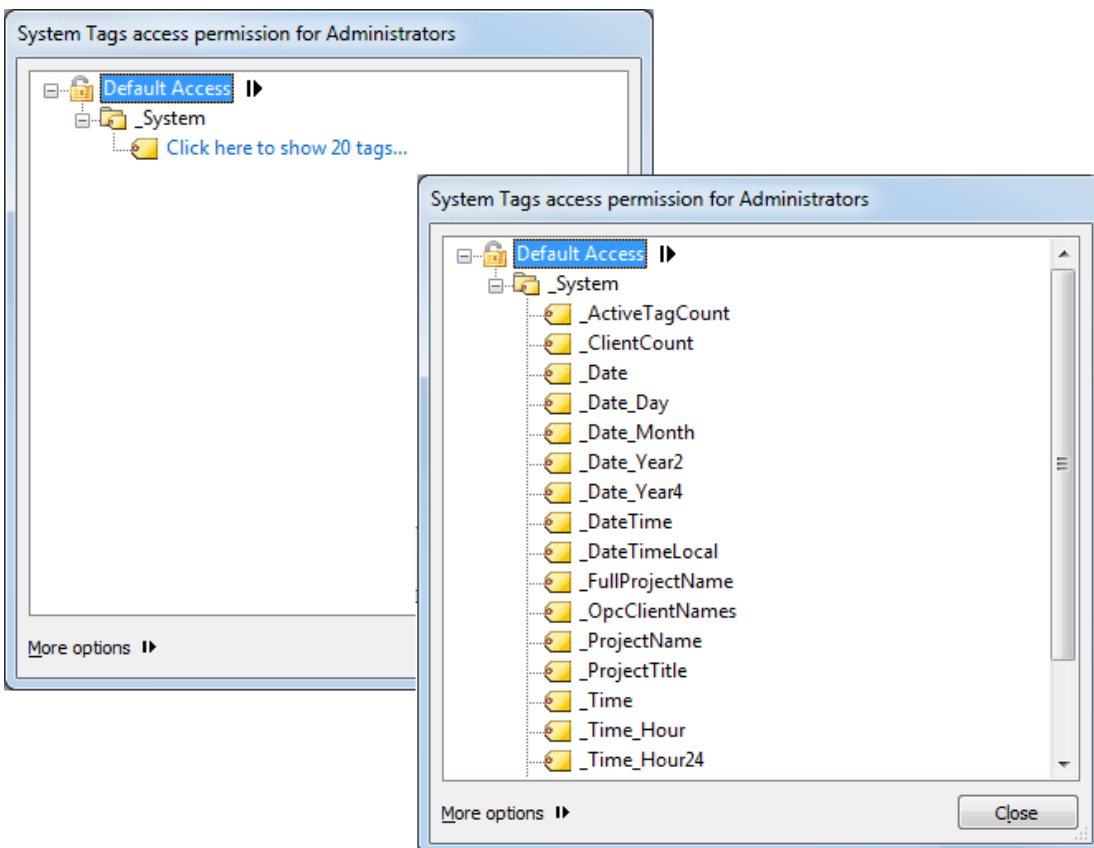 System Tags access permission for Administrators
Default Access
_System
Click here to show 20 tags...
More options
System Tags access permission for Administrators
Default Access
_System
_ActiveTagCount
_ClientCount
_Date
_Date_Day
_Date_Month
_Date_Year2
_Date_Year4
_DateTime
_DateTimeLocal
_FullProjectName
_OpcClientNames
_ProjectName
_ProjectTitle
_Time
_Time_Hour
_Time_Hour24
More options
Close